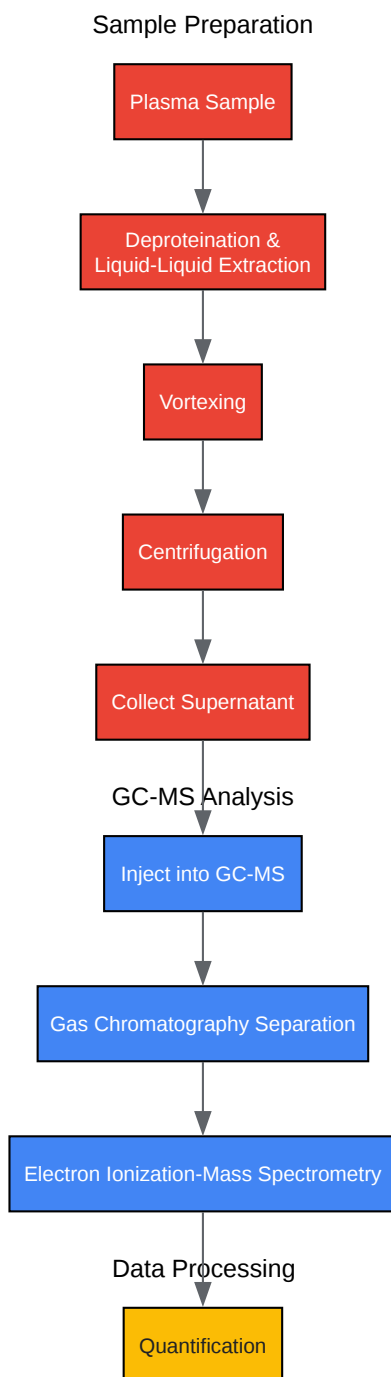 Sample Preparation
Plasma Sample
Deproteination &
Liquid-Liquid Extraction
Vortexing
Centrifugation
Collect Supernatant
GC-MS Analysis
Inject into GC-MS
Gas Chromatography Separation
Electron Ionization-Mass Spectrometry
Data Processing
Quantification